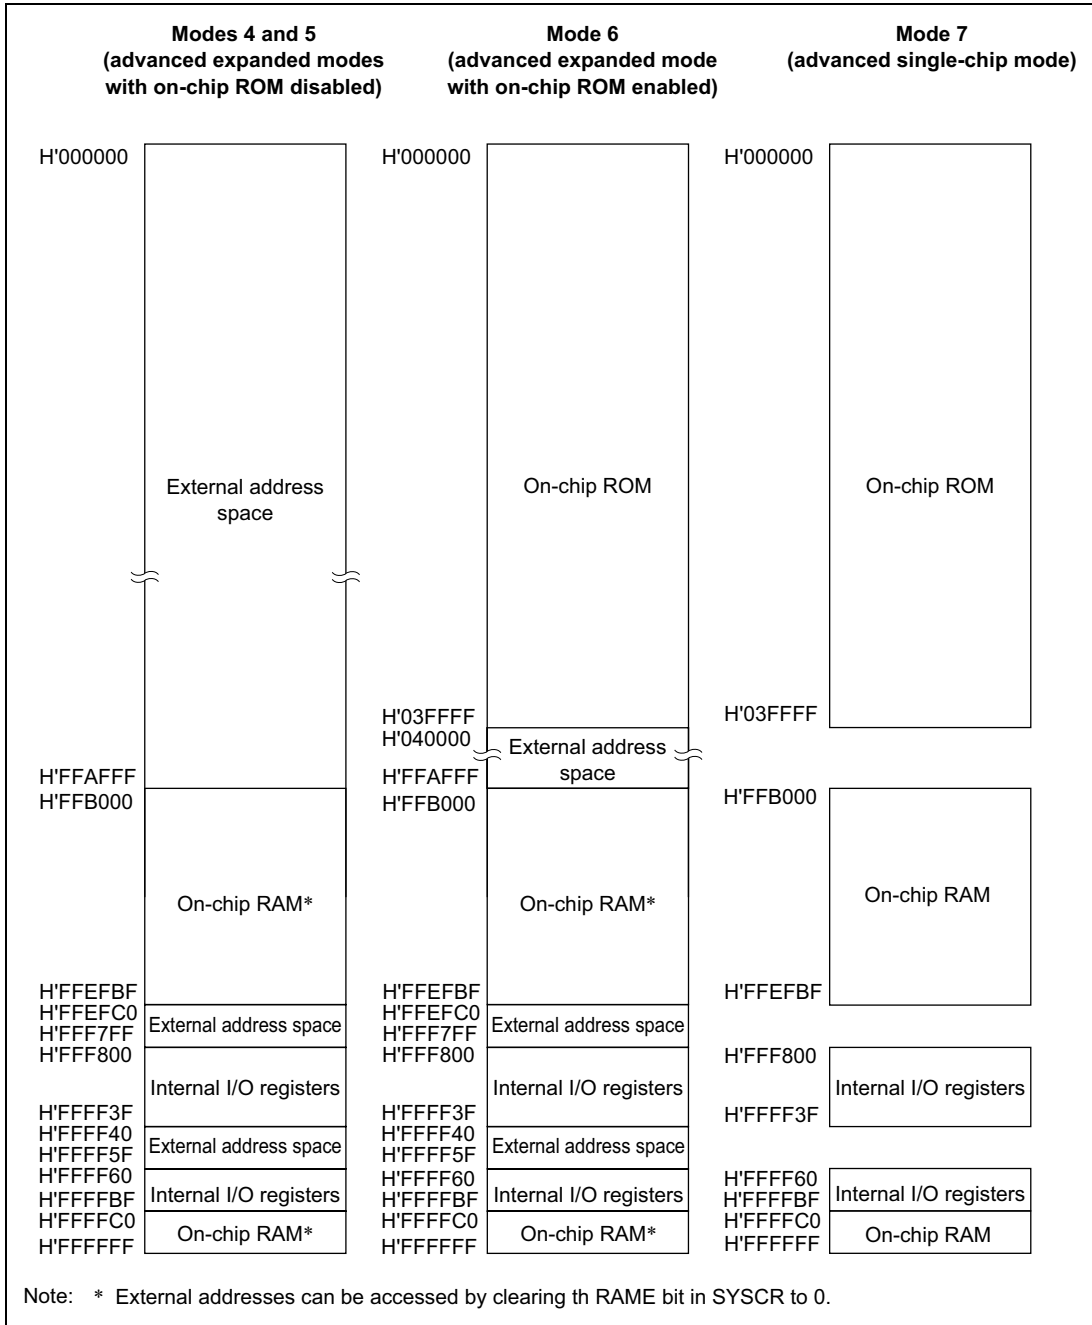 Modes 4 and 5
(advanced expanded modes
with on-chip ROM disabled)
H'000000
External address
space
H'FFAFFF
H'FFB000
On-chip RAM*
H'FFEFBF
H'FFEFC0
External address space
H'FFF7FF
H'FFF800
Internal I/O registers
H'FFFF3F
H'FFFF40
External address space
H'FFFF5F
H'FFFF60
Internal I/O registers
H'FFFFBF
H'FFFFC0
On-chip RAM*
H'FFFFFF
Mode 6
(advanced expanded mode
with on-chip ROM enabled)
H'000000
On-chip ROM
H'03FFFF
H'040000
External address
space
H'FFAFFF
H'FFB000
On-chip RAM*
H'FFEFBF
H'FFEFC0
External address space
H'FFF7FF
H'FFF800
Internal I/O registers
H'FFFF3F
H'FFFF40
External address space
H'FFFF5F
H'FFFF60
Internal I/O registers
H'FFFFBF
H'FFFFC0
On-chip RAM*
H'FFFFFF
Mode 7
(advanced single-chip mode)
H'000000
On-chip ROM
H'03FFFF
H'FFB000
On-chip RAM
H'FFEFBF
H'FFF800
Internal I/O registers
H'FFFF3F
H'FFFF60
Internal I/O registers
H'FFFFBF
H'FFFFC0
On-chip RAM
H'FFFFFF
Note: * External addresses can be accessed by clearing th RAME bit in SYSCR to 0.